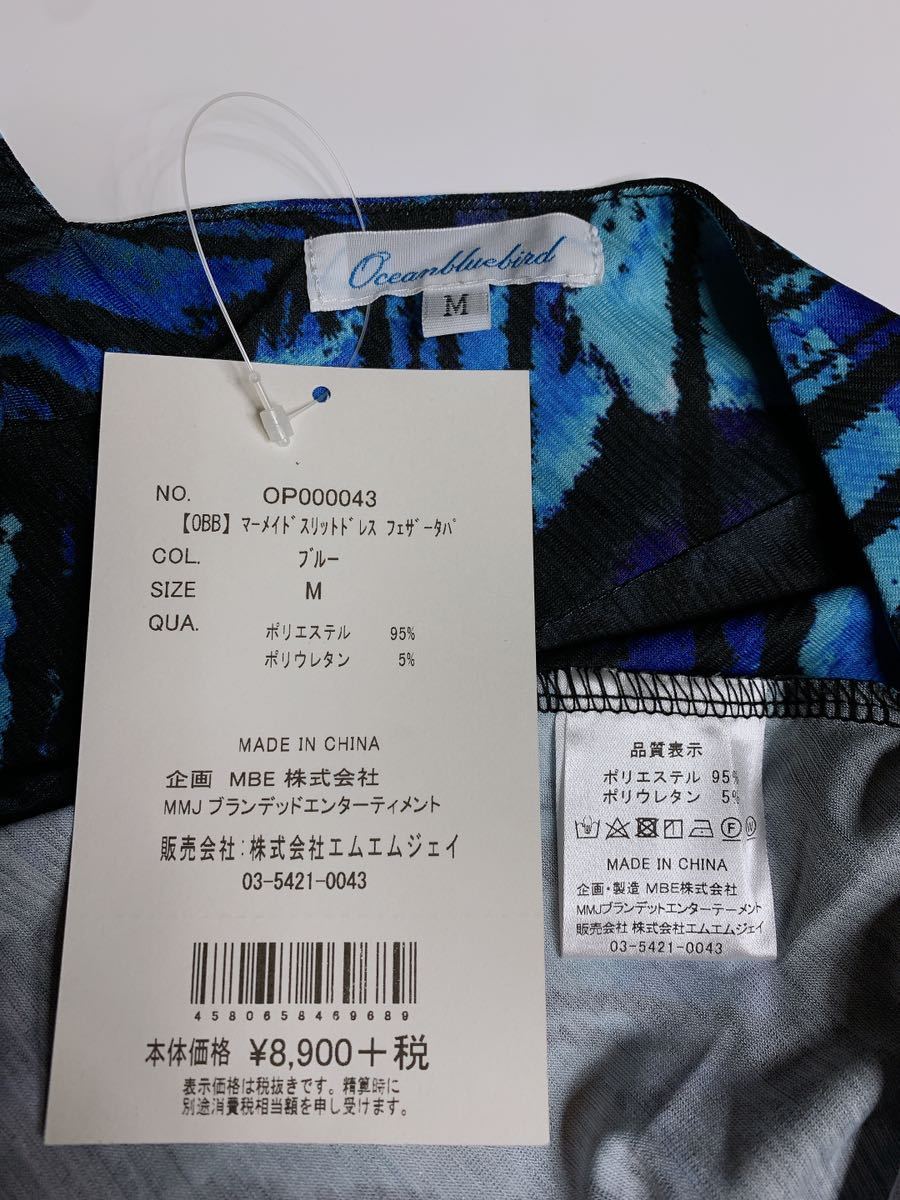 Oceanbluebird
M
NO. OP000043
【OBB】ﾏｰﾒｲﾄﾞｽﾘｯﾄﾄﾞﾚｽ ﾌｪｻﾞｰﾀﾊﾟ
COL. ﾌﾞﾙｰ
SIZE M
QUA. ポリエステル 95%
ポリウレタン 5%
MADE IN CHINA
企画 MBE 株式会社
MMJ ブランデッドエンターティメント
販売会社:株式会社エムエムジェイ
03-5421-0043
4580658469689
本体価格 ¥8,900+税
表示価格は税抜きです。精算時に
別途消費税相当額を申し受けます。
品質表示
ポリエステル 95%
ポリウレタン 5%
F W
MADE IN CHINA
企画・製造 MBE株式会社
MMJブランデットエンターテーメント
販売会社 株式会社エムエムジェイ
03-5421-0043